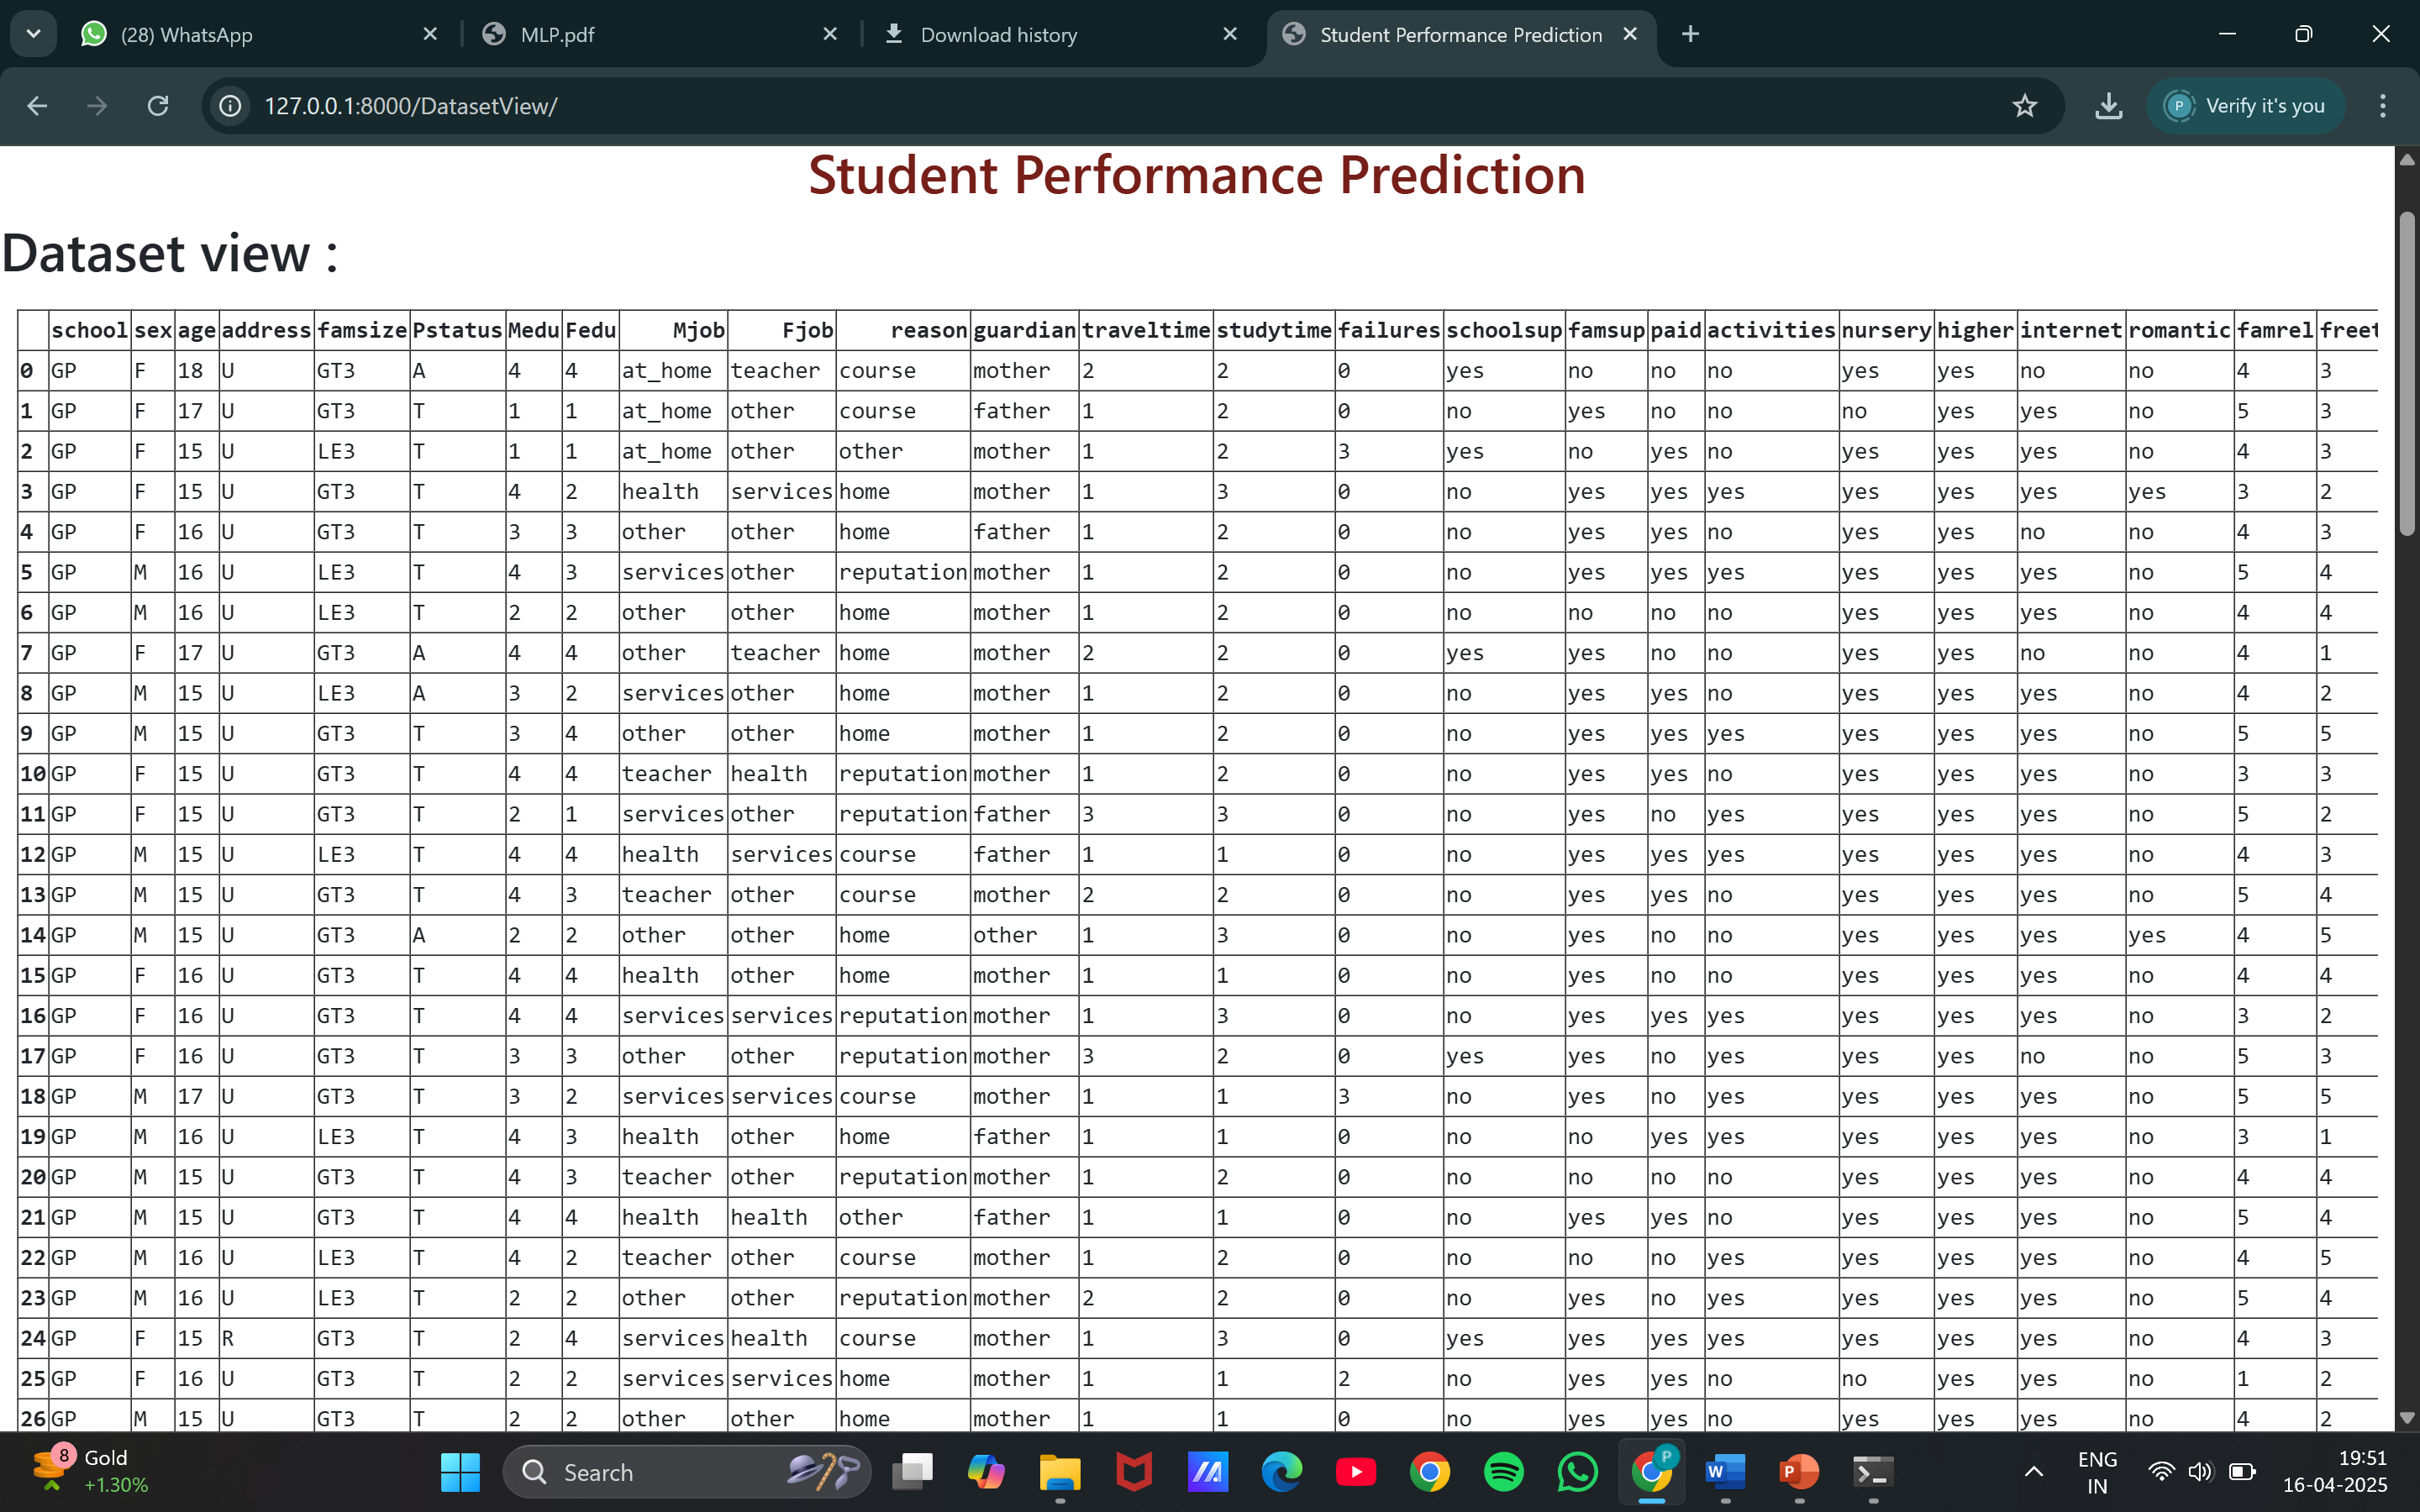 (28) WhatsApp
MLP.pdf
Download history
Student Performance Prediction
127.0.0.1:8000/DatasetView/
P
Verify it's you
Student Performance Prediction
Dataset view :
school sex age address famsize Pstatus Medu Fedu Mjob Fjob reason guardian traveltime studytime failures schoolsup famsup paid activities nursery higher internet romantic famrel freet
0 GP F 18 U GT3 A 4 4 at_home teacher course mother 2 2 0 yes no no no yes yes no no 4 3
1 GP F 17 U GT3 T 1 1 at_home other course father 1 2 0 no yes no no no yes yes no 5 3
2 GP F 15 U LE3 T 1 1 at_home other other mother 1 2 3 yes no yes no yes yes yes no 4 3
3 GP F 15 U GT3 T 4 2 health services home mother 1 3 0 no yes yes yes yes yes yes yes 3 2
4 GP F 16 U GT3 T 3 3 other other home father 1 2 0 no yes yes no yes yes no no 4 3
5 GP M 16 U LE3 T 4 3 services other reputation mother 1 2 0 no yes yes yes yes yes yes no 5 4
6 GP M 16 U LE3 T 2 2 other other home mother 1 2 0 no no no no yes yes yes no 4 4
7 GP F 17 U GT3 A 4 4 other teacher home mother 2 2 0 yes yes no no yes yes no no 4 1
8 GP M 15 U LE3 A 3 2 services other home mother 1 2 0 no yes yes no yes yes yes no 4 2
9 GP M 15 U GT3 T 3 4 other other home mother 1 2 0 no yes yes yes yes yes yes no 5 5
10 GP F 15 U GT3 T 4 4 teacher health reputation mother 1 2 0 no yes yes no yes yes yes no 3 3
11 GP F 15 U GT3 T 2 1 services other reputation father 3 3 0 no yes no yes yes yes yes no 5 2
12 GP M 15 U LE3 T 4 4 health services course father 1 1 0 no yes yes yes yes yes yes no 4 3
13 GP M 15 U GT3 T 4 3 teacher other course mother 2 2 0 no yes yes no yes yes yes no 5 4
14 GP M 15 U GT3 A 2 2 other other home other 1 3 0 no yes no no yes yes yes yes 4 5
15 GP F 16 U GT3 T 4 4 health other home mother 1 1 0 no yes no no yes yes yes no 4 4
16 GP F 16 U GT3 T 4 4 services services reputation mother 1 3 0 no yes yes yes yes yes yes no 3 2
17 GP F 16 U GT3 T 3 3 other other reputation mother 3 2 0 yes yes no yes yes yes no no 5 3
18 GP M 17 U GT3 T 3 2 services services course mother 1 1 3 no yes no yes yes yes yes no 5 5
19 GP M 16 U LE3 T 4 3 health other home father 1 1 0 no no yes yes yes yes yes no 3 1
20 GP M 15 U GT3 T 4 3 teacher other reputation mother 1 2 0 no no no no yes yes yes no 4 4
21 GP M 15 U GT3 T 4 4 health health other father 1 1 0 no yes yes no yes yes yes no 5 4
22 GP M 16 U LE3 T 4 2 teacher other course mother 1 2 0 no no no yes yes yes yes no 4 5
23 GP M 16 U LE3 T 2 2 other other reputation mother 2 2 0 no yes no yes yes yes yes no 5 4
24 GP F 15 R GT3 T 2 4 services health course mother 1 3 0 yes yes yes yes yes yes yes no 4 3
25 GP F 16 U GT3 T 2 2 services services home mother 1 1 2 no yes yes no no yes yes no 1 2
26 GP M 15 U GT3 T 2 2 other other home mother 1 1 0 no yes yes no yes yes yes no 4 2
8
Gold
+1.30%
Search
P
W
P
ENG
IN
19:51
16-04-2025